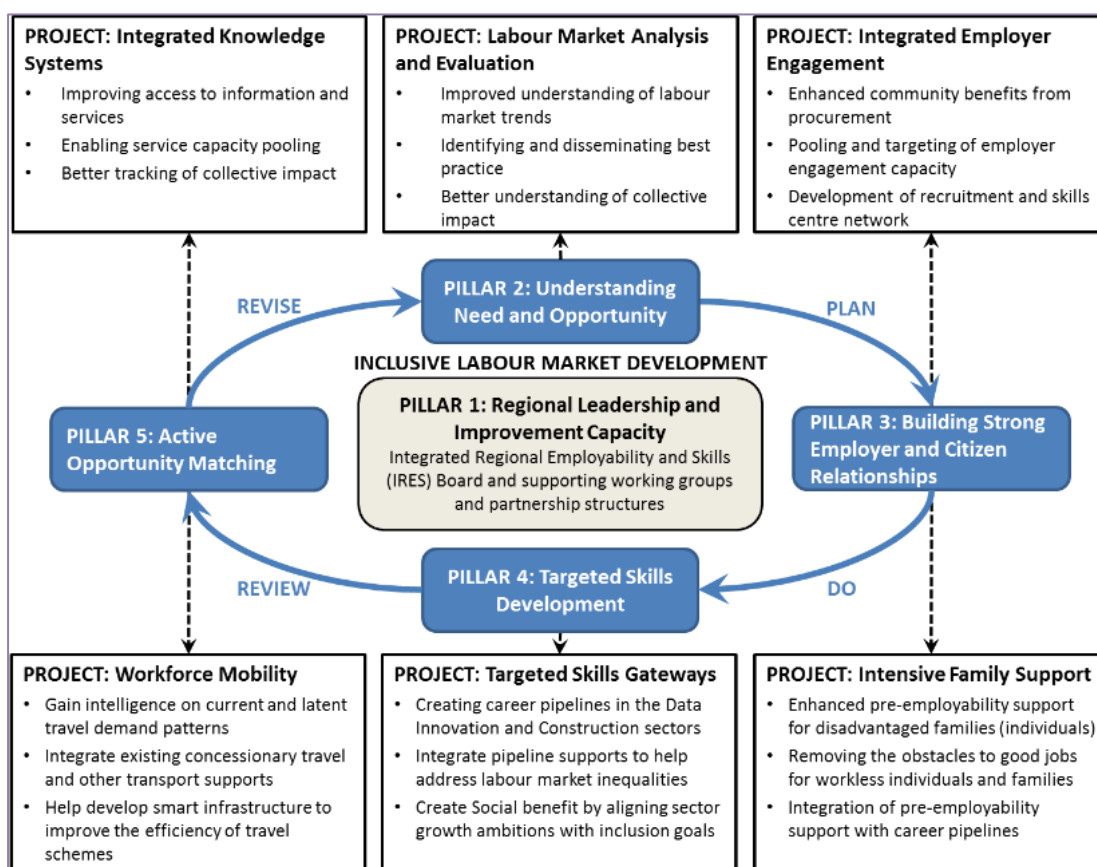 PROJECT: Integrated Knowledge
Systems
• Improving access to information and
services
• Enabling service capacity pooling
• Better tracking of collective impact
PROJECT: Labour Market Analysis
and Evaluation
• Improved understanding of labour
market trends
• Identifying and disseminating best
practice
• Better understanding of collective
impact
PROJECT: Integrated Employer
Engagement
• Enhanced community benefits from
procurement
• Pooling and targeting of employer
engagement capacity
• Development of recruitment and skills
centre network
REVISE
PILLAR 2: Understanding
Need and Opportunity
PLAN
INCLUSIVE LABOUR MARKET DEVELOPMENT
PILLAR 5: Active
Opportunity Matching
PILLAR 1: Regional Leadership and
Improvement Capacity
Integrated Regional Employability and Skills
(IRES) Board and supporting working groups
and partnership structures
PILLAR 3: Building Strong
Employer and Citizen
Relationships
REVIEW
PILLAR 4: Targeted Skills
Development
DO
PROJECT: Workforce Mobility
• Gain intelligence on current and latent
travel demand patterns
• Integrate existing concessionary travel
and other transport supports
• Help develop smart infrastructure to
improve the efficiency of travel
schemes
PROJECT: Targeted Skills Gateways
• Creating career pipelines in the Data
Innovation and Construction sectors
• Integrate pipeline supports to help
address labour market inequalities
• Create Social benefit by aligning sector
growth ambitions with inclusion goals
PROJECT: Intensive Family Support
• Enhanced pre-employability support
for disadvantaged families (individuals)
• Removing the obstacles to good jobs
for workless individuals and families
• Integration of pre-employability
support with career pipelines